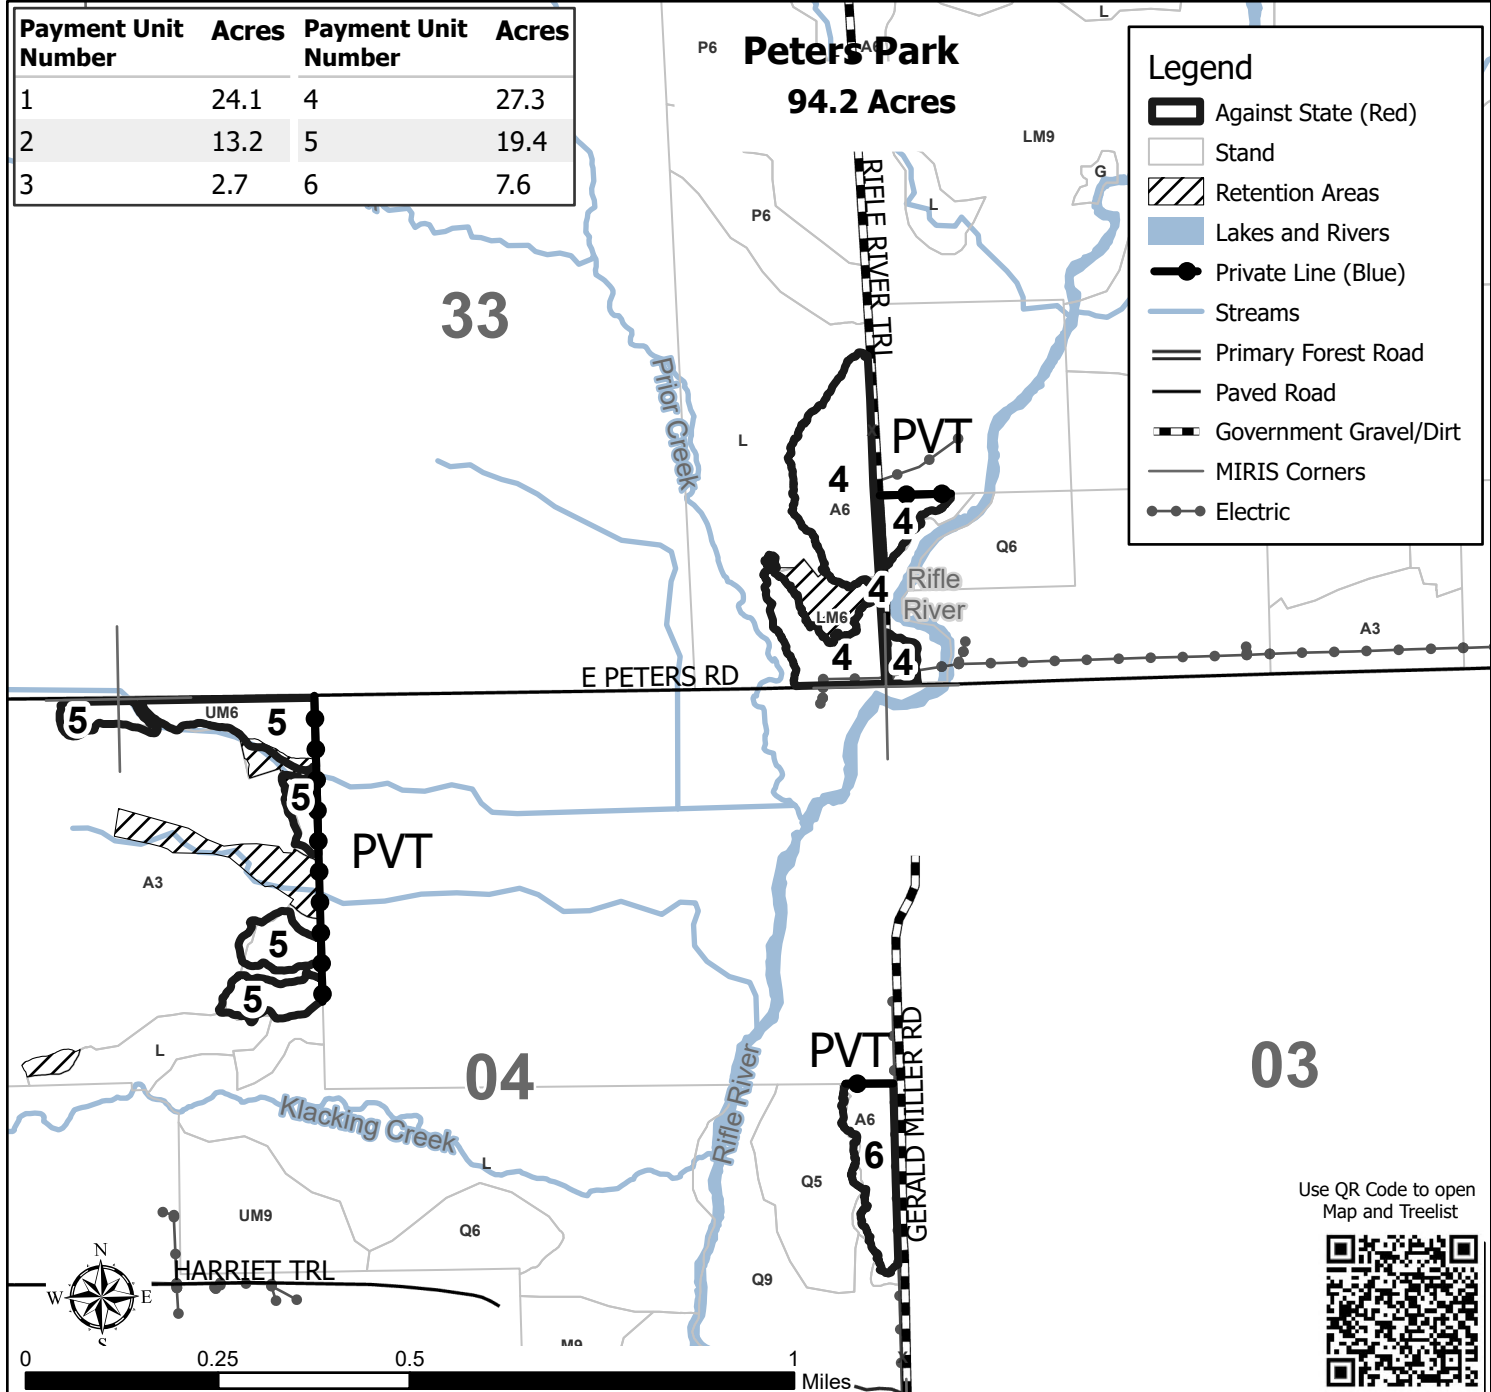 Payment Unit Number Acres Payment Unit Number Acres
1 24.1 4 27.3
2 13.2 5 19.4
3 2.7 6 7.6
Peters Park
94.2 Acres
Legend
Against State (Red)
Stand
Retention Areas
Lakes and Rivers
Private Line (Blue)
Streams
Primary Forest Road
Paved Road
Government Gravel/Dirt
MIRIS Corners
Electric
P6
A6
L
LM9
G
P6
L
RIFLE RIVER TRL
33
Prior Creek
L
PVT
4
A6
4
Q6
4
Rifle
River
LM6
4
4
A3
E PETERS RD
5
UM6
5
5
PVT
A3
5
5
L
04
PVT
03
Klacking Creek
L
Rifle River
A6
6
Q5
GERALD MILLER RD
UM9
Q6
Q9
HARRIET TRL
M9
N
W E
S
Use QR Code to open
Map and Treelist
0 0.25 0.5 1
Miles